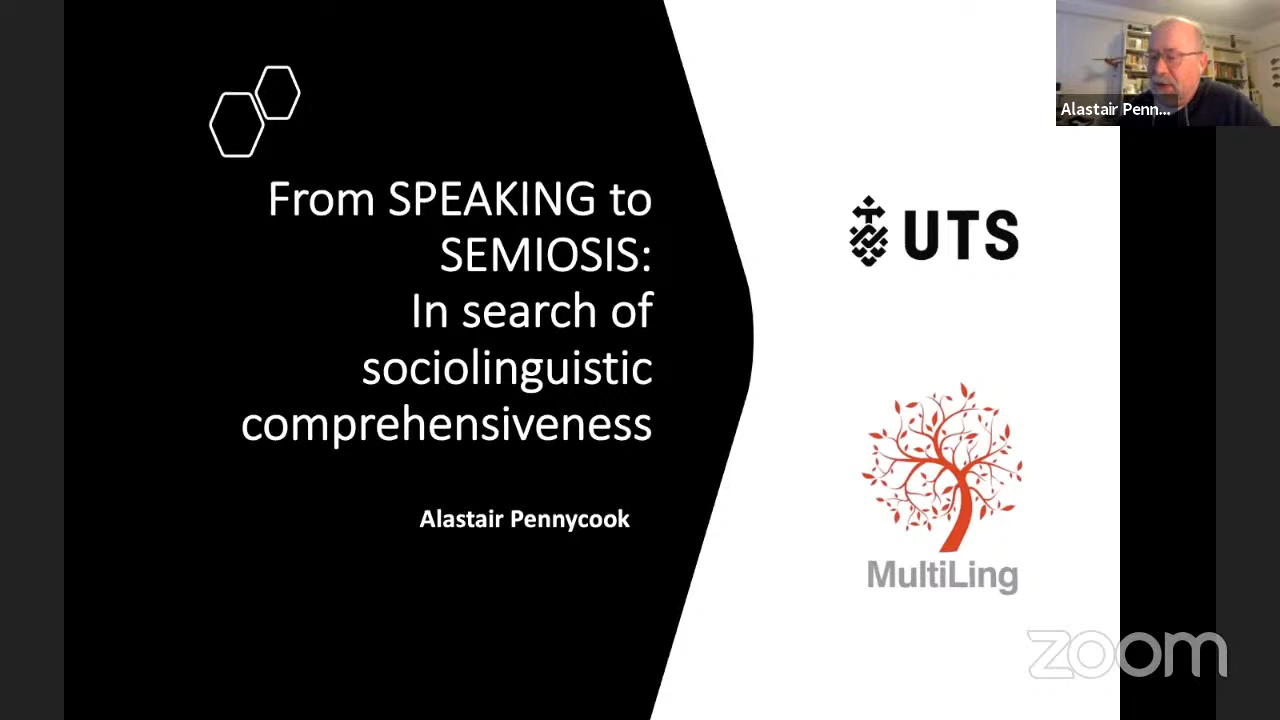 Alastair Penn...
From SPEAKING to
SEMIOSIS:
In search of
sociolinguistic
comprehensiveness
Alastair Pennycook
UTS
MultiLing
zoom